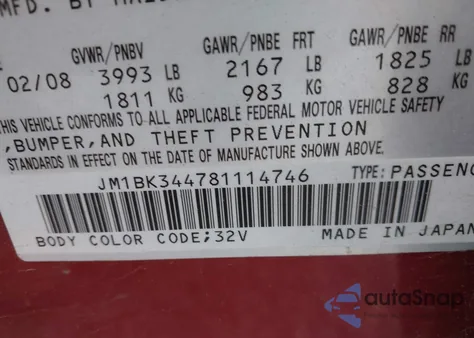 MFD. BY
GVWR/PNBV GAWR/PNBE FRT GAWR/PNBE RR
02/08 3993 LB 2167 LB 1825 LB
1811 KG 983 KG 828 KG
THIS VEHICLE CONFORMS TO ALL APPLICABLE FEDERAL MOTOR VEHICLE SAFETY
,BUMPER,AND THEFT PREVENTION
STANDARDS IN EFFECT ON THE DATE OF MANUFACTURE SHOWN ABOVE.
JM1BK344781114746 TYPE: PASSENG
BODY COLOR CODE;32V MADE IN JAPAN
autoSnap